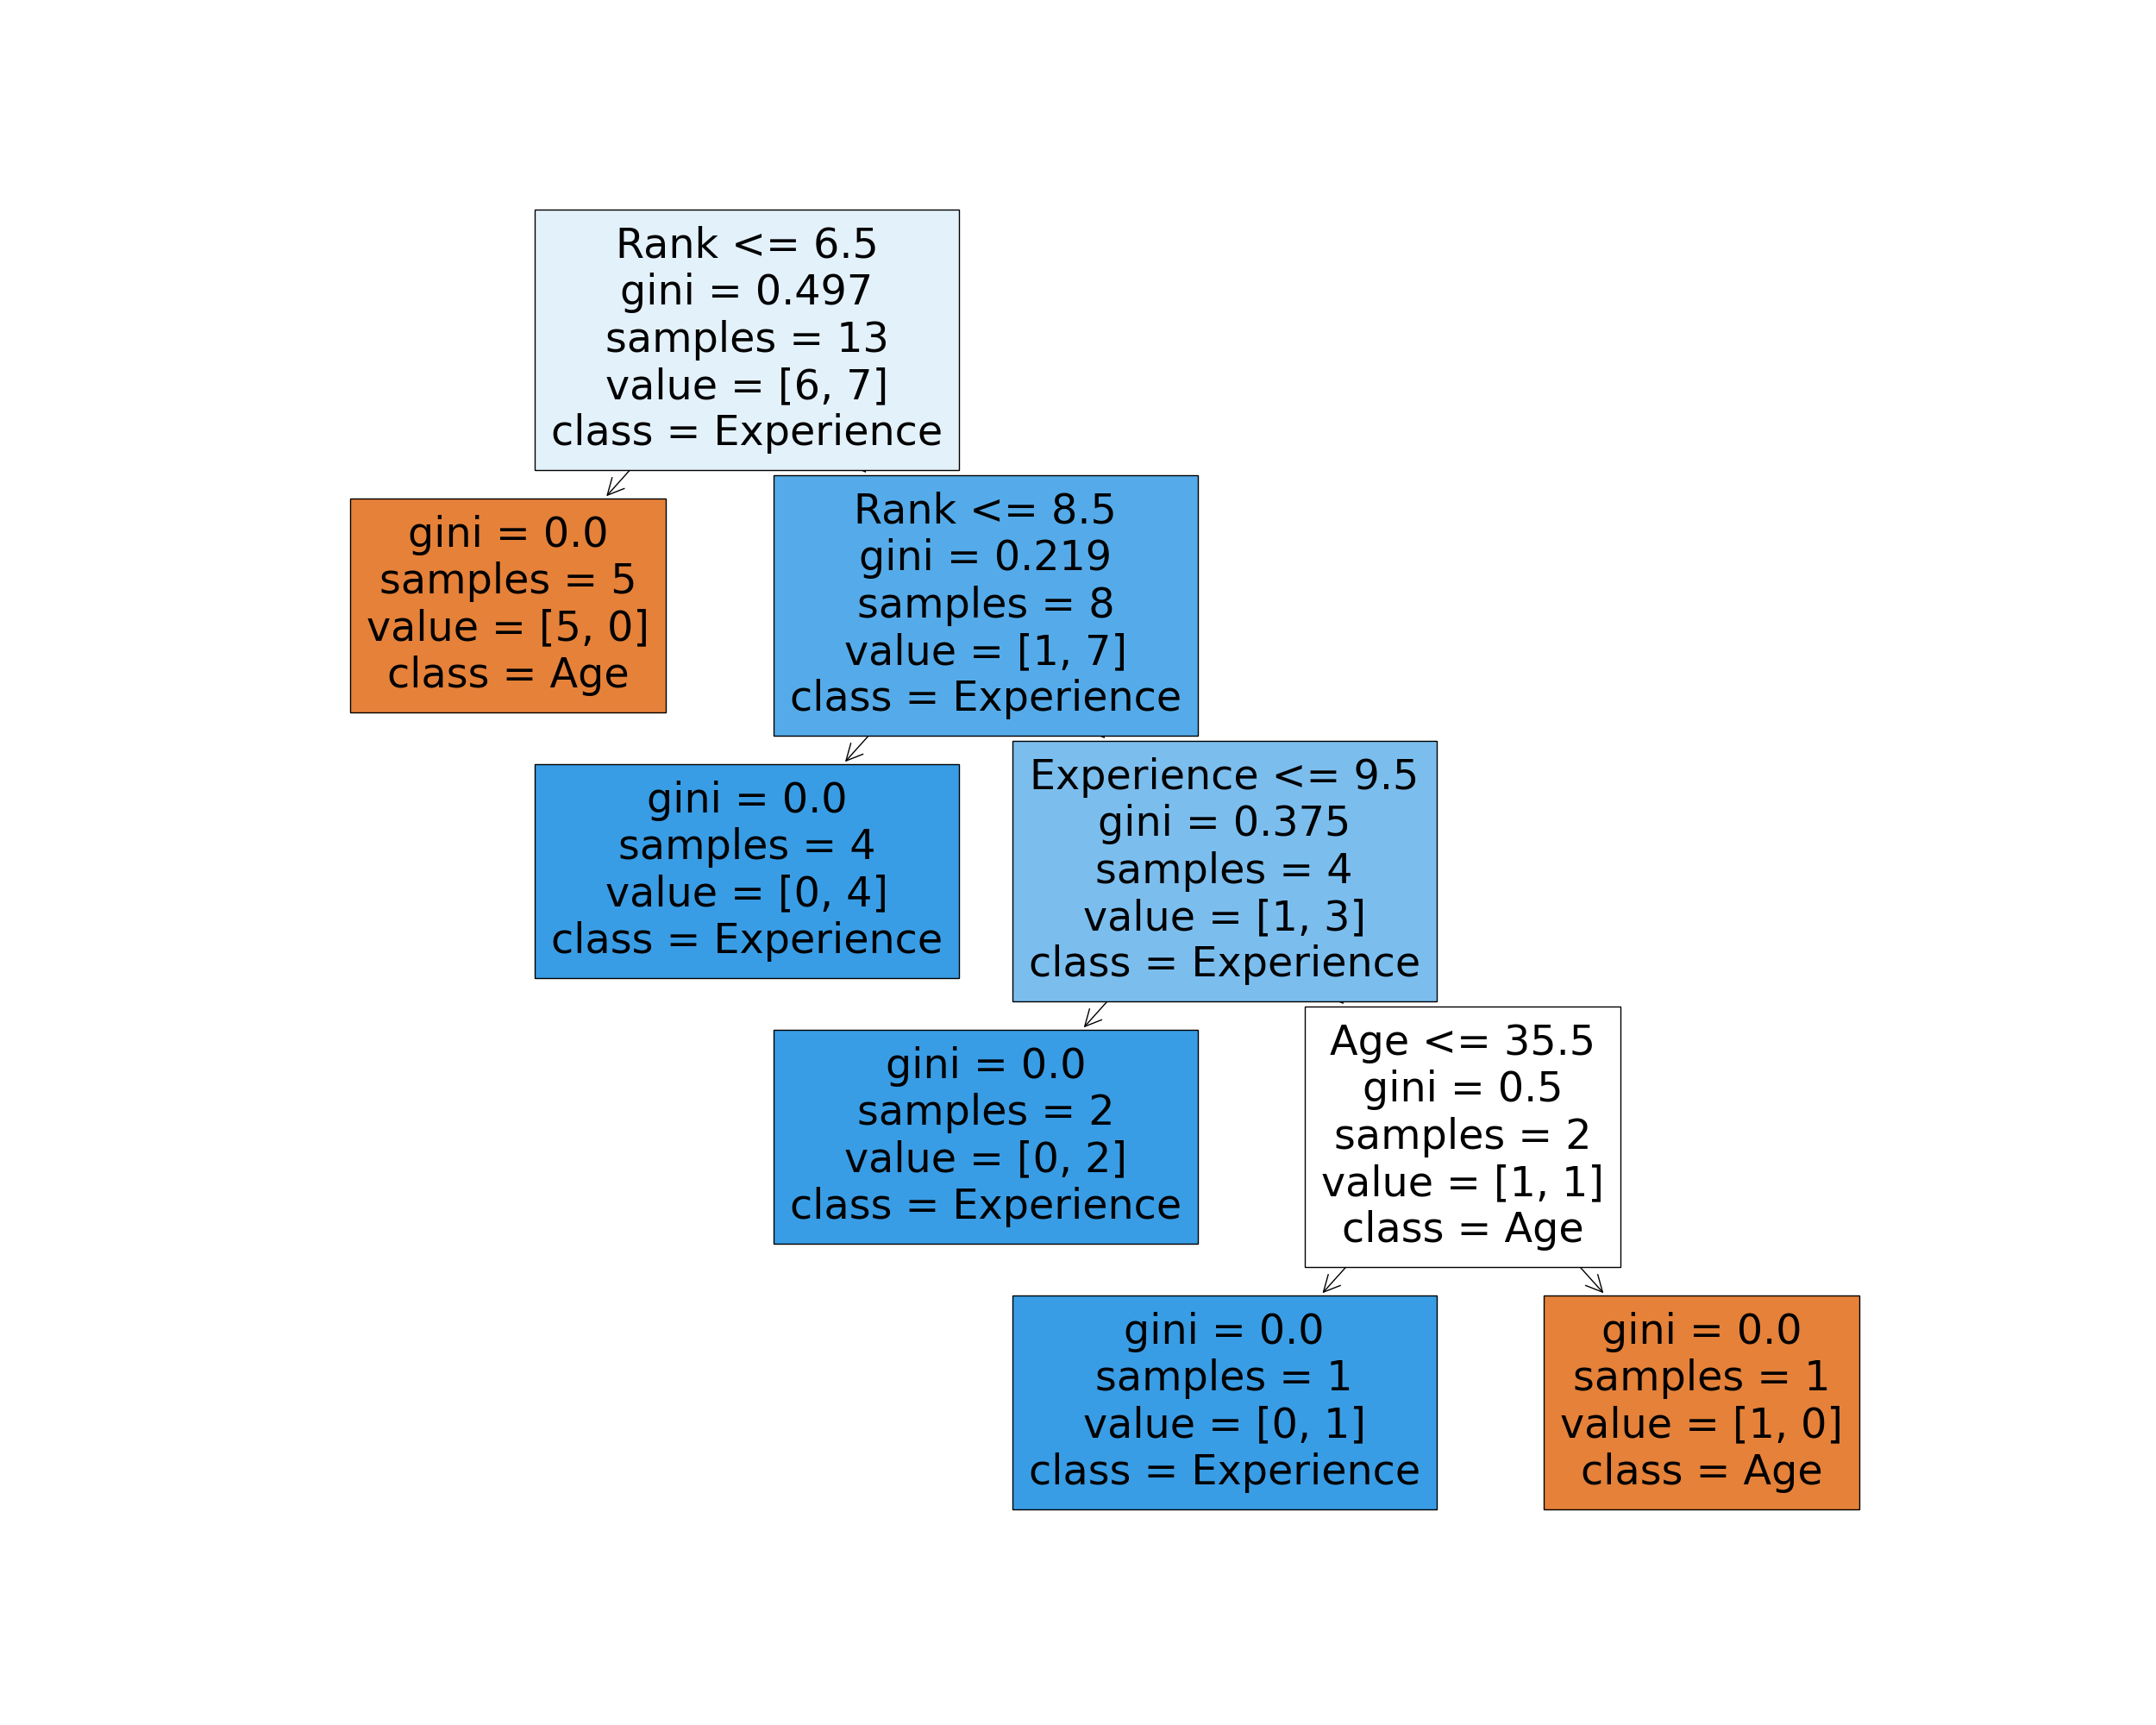 Rank <= 6.5
gini = 0.497
samples = 13
value = [6, 7]
class = Experience
gini = 0.0
samples = 5
value = [5, 0]
class = Age
Rank <= 8.5
gini = 0.219
samples = 8
value = [1, 7]
class = Experience
gini = 0.0
samples = 4
value = [0, 4]
class = Experience
Experience <= 9.5
gini = 0.375
samples = 4
value = [1, 3]
class = Experience
gini = 0.0
samples = 2
value = [0, 2]
class = Experience
Age <= 35.5
gini = 0.5
samples = 2
value = [1, 1]
class = Age
gini = 0.0
samples = 1
value = [0, 1]
class = Experience
gini = 0.0
samples = 1
value = [1, 0]
class = Age